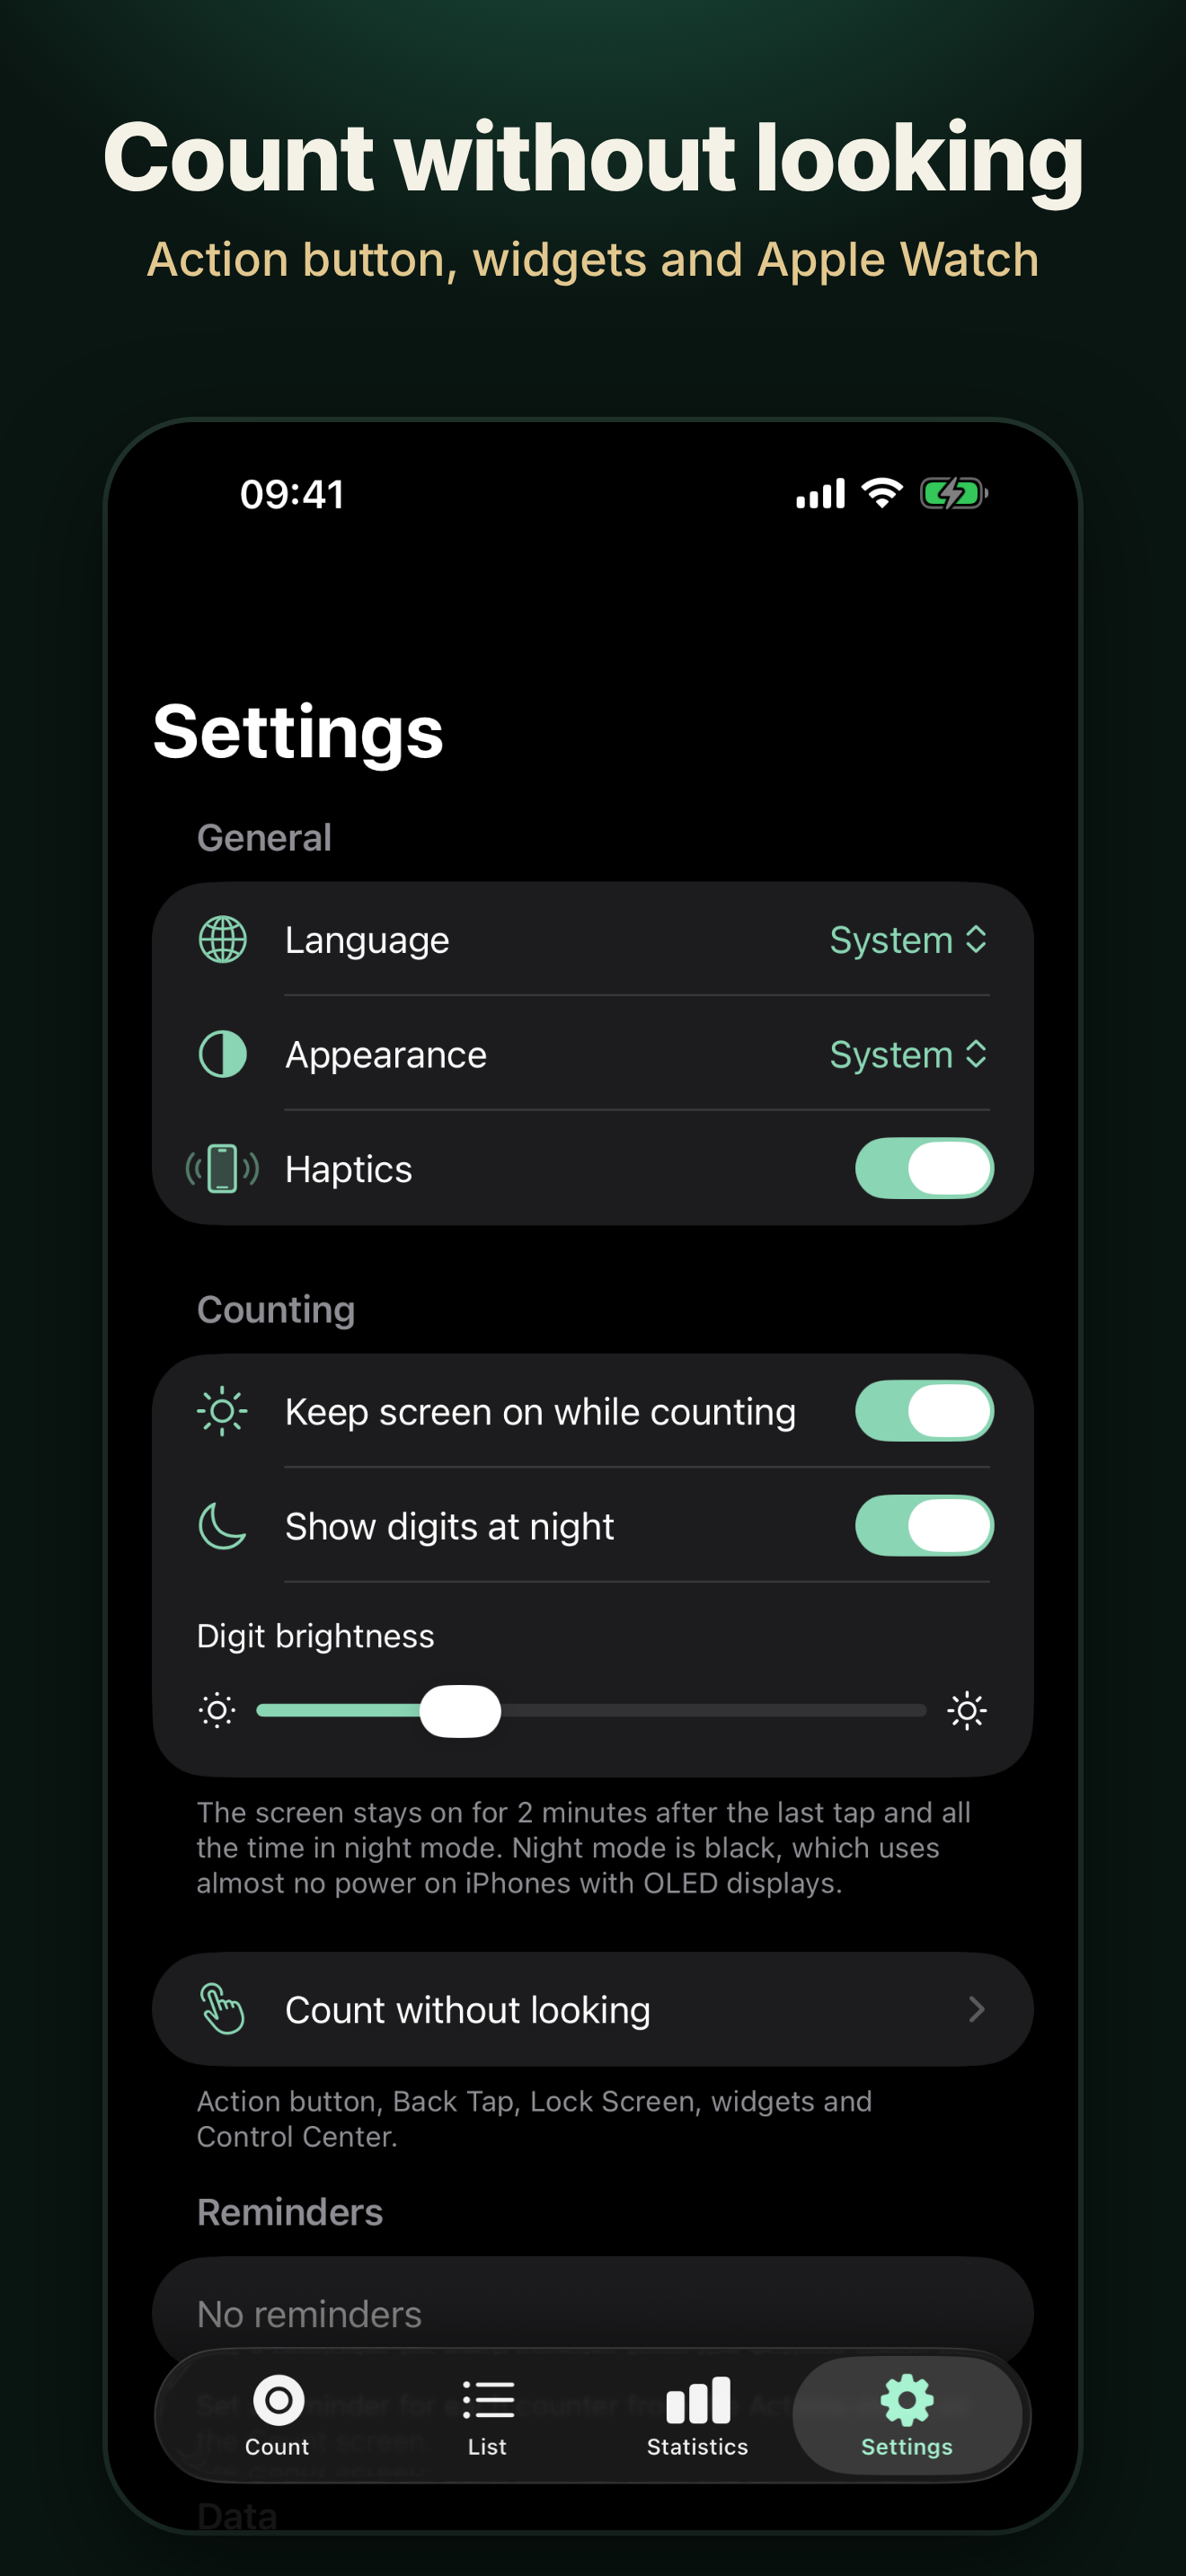 Count without looking
Action button, widgets and Apple Watch
09:41
Settings
General
Language System
Appearance System
Haptics
Counting
Keep screen on while counting
Show digits at night
Digit brightness
The screen stays on for 2 minutes after the last tap and all
the time in night mode. Night mode is black, which uses
almost no power on iPhones with OLED displays.
Count without looking
Action button, Back Tap, Lock Screen, widgets and
Control Center.
Reminders
No reminders
Count List Statistics Settings
Data